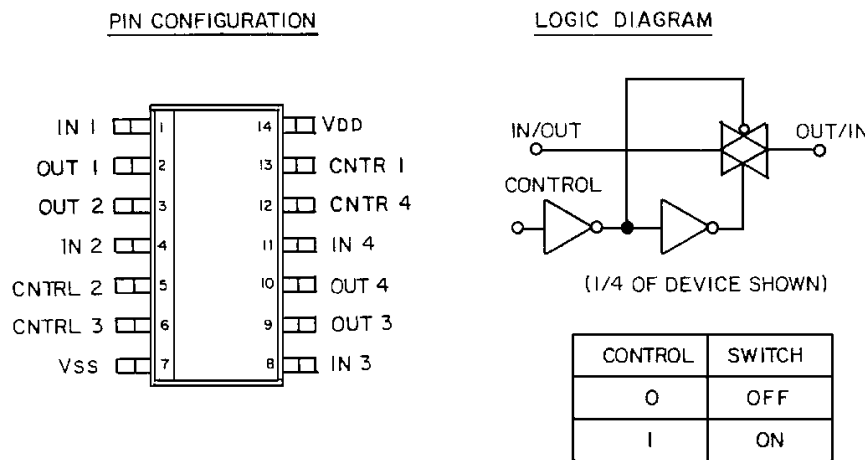 PIN CONFIGURATION
IN 1 1 14 VDD
OUT 1 2 13 CNTR 1
OUT 2 3 12 CNTR 4
IN 2 4 11 IN 4
CNTRL 2 5 10 OUT 4
CNTRL 3 6 9 OUT 3
VSS 7 8 IN 3
LOGIC DIAGRAM
IN/OUT OUT/IN
CONTROL
(1/4 OF DEVICE SHOWN)
CONTROL SWITCH
0 OFF
1 ON